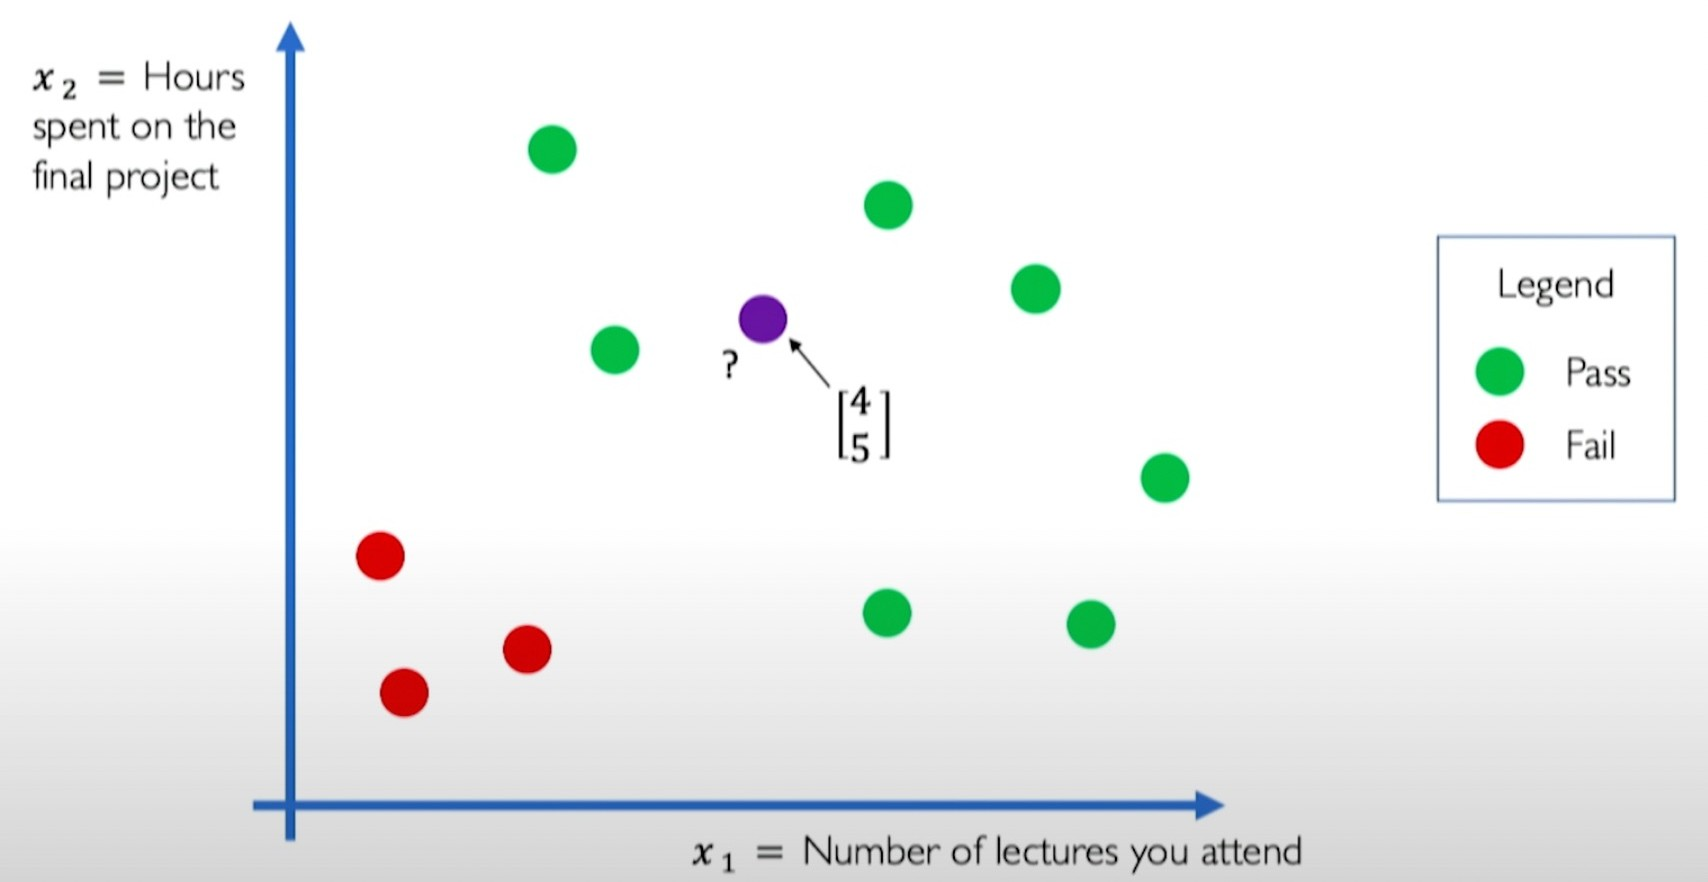 x₂ = Hours
spent on the
final project
?
[4
5]
Legend
Pass
Fail
x₁ = Number of lectures you attend